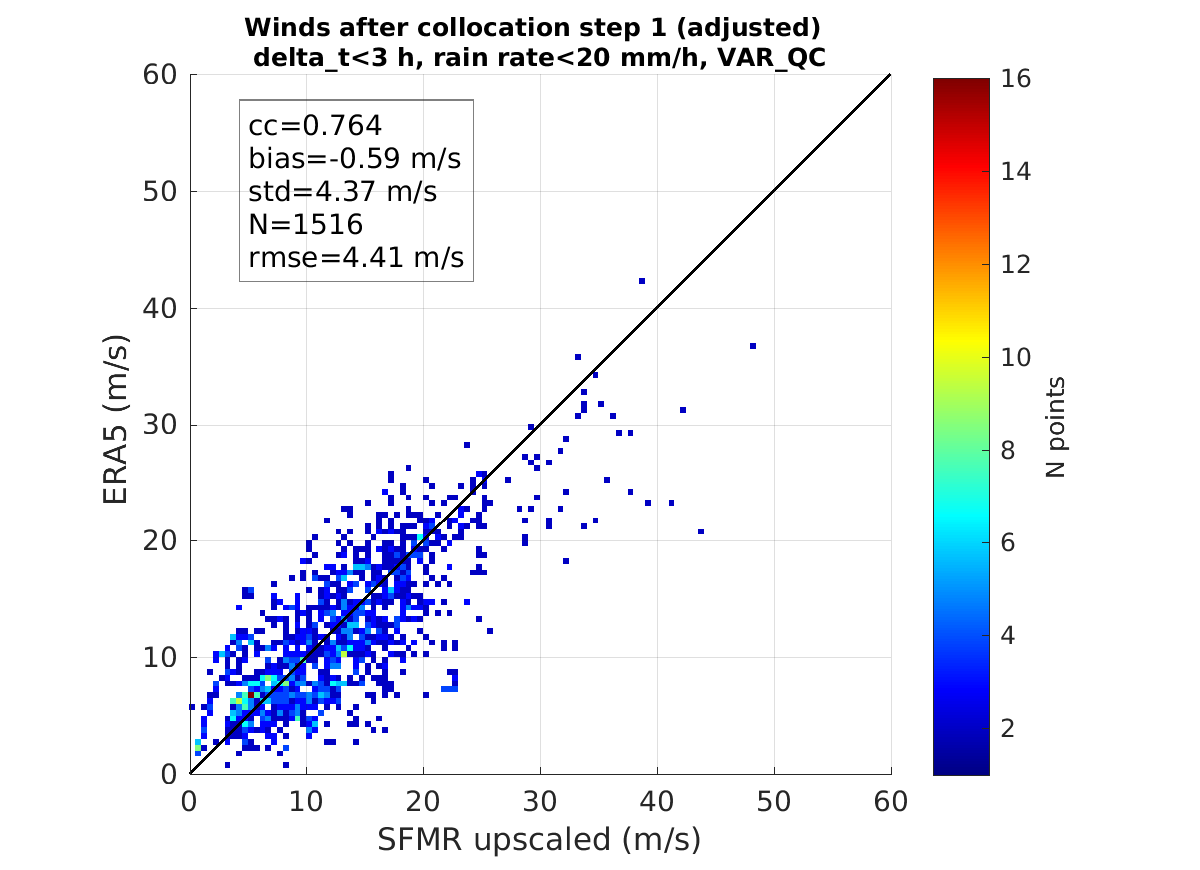 Winds after collocation step 1 (adjusted)
delta_t<3 h, rain rate<20 mm/h, VAR_QC
cc=0.764
bias=-0.59 m/s
std=4.37 m/s
N=1516
rmse=4.41 m/s
60
50
40
30
20
10
0
ERA5 (m/s)
0 10 20 30 40 50 60
SFMR upscaled (m/s)
16
14
12
10
8
6
4
2
N points